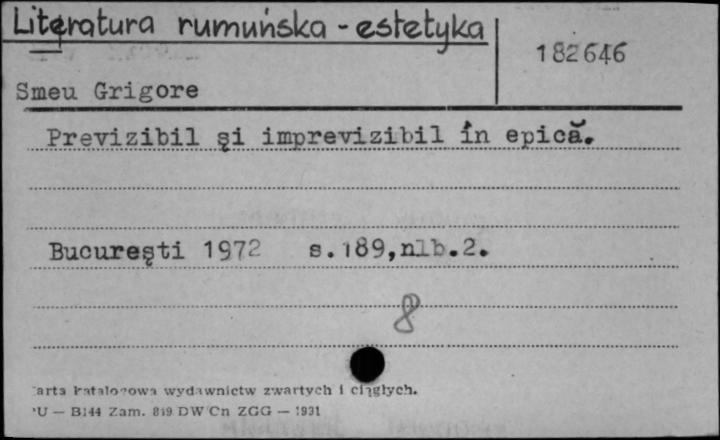 Literatura rumuńska - estetyka
182646
Smeu Grigore
Previzibil şi imprevizibil în epică.
Bucureşti 1972 s.189,nlb.2.
8
arta katalogowa wydawnictw zwartych i ciągłych.
PU — B144 Zam. 819 DW Cn ZGG — 1931